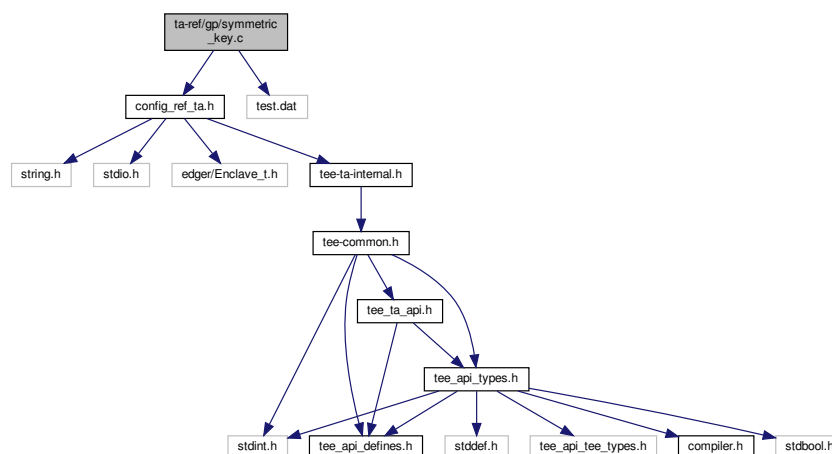 ta-ref/gp/symmetric
_key.c
config_ref_ta.h
test.dat
string.h
stdio.h
edger/Enclave_t.h
tee-ta-internal.h
tee-common.h
tee_ta_api.h
tee_api_types.h
stdint.h
tee_api_defines.h
stddef.h
tee_api_tee_types.h
compiler.h
stdbool.h